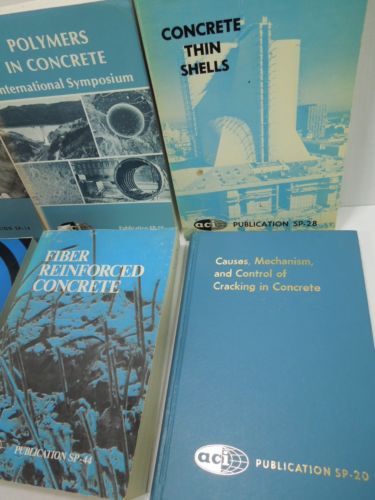 POLYMERS
IN CONCRETE
International Symposium
aci
CONCRETE
THIN
SHELLS
aci PUBLICATION SP-28
FIBER
REINFORCED
CONCRETE
PUBLICATION SP-44
Causes, Mechanism,
and Control of
Cracking in Concrete
aci PUBLICATION SP-20